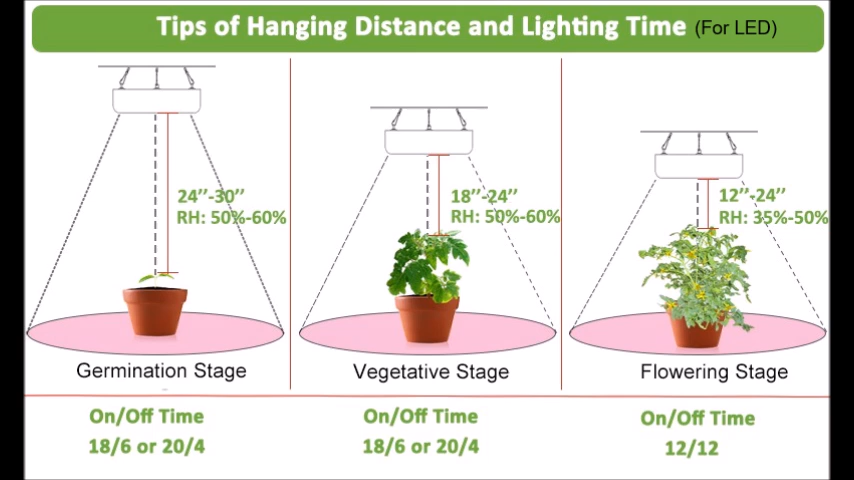 Tips of Hanging Distance and Lighting Time (For LED)
24’’-30’’
RH: 50%-60%
18’’-24’’
RH: 50%-60%
12’’-24’’
RH: 35%-50%
Germination Stage
Vegetative Stage
Flowering Stage
On/Off Time
18/6 or 20/4
On/Off Time
18/6 or 20/4
On/Off Time
12/12